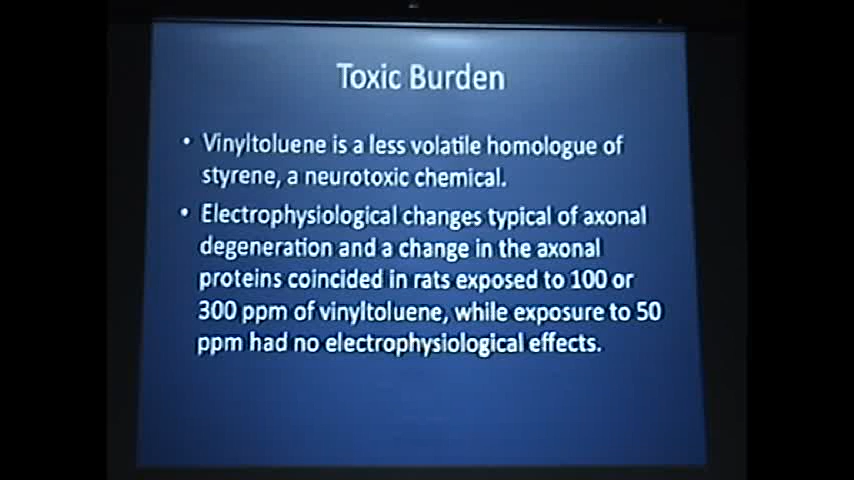 Toxic Burden
• Vinyltoluene is a less volatile homologue of
styrene, a neurotoxic chemical.
• Electrophysiological changes typical of axonal
degeneration and a change in the axonal
proteins coincided in rats exposed to 100 or
300 ppm of vinyltoluene, while exposure to 50
ppm had no electrophysiological effects.